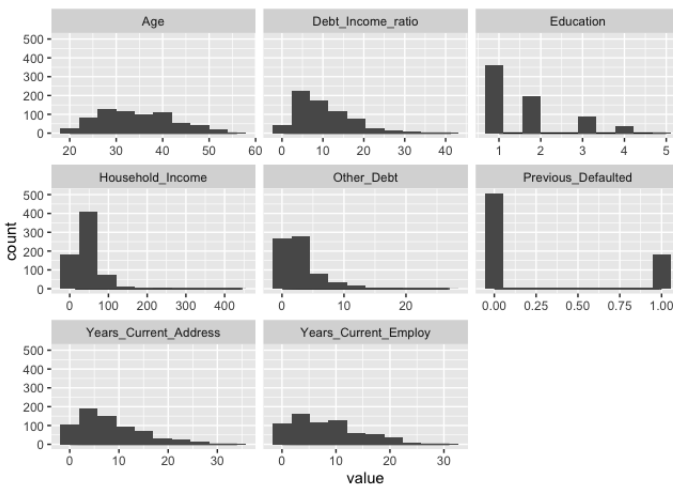 Age Debt_Income_ratio Education
500
400
300
200
100
0
20 30 40 50 60 0 10 20 30 40 1 2 3 4 5
Household_Income Other_Debt Previous_Defaulted
500
400
300
200
100
0
0 100 200 300 400 0 10 20 0.00 0.25 0.50 0.75 1.00
count
Years_Current_Address Years_Current_Employ
500
400
300
200
100
0
0 10 20 30 0 10 20 30
value